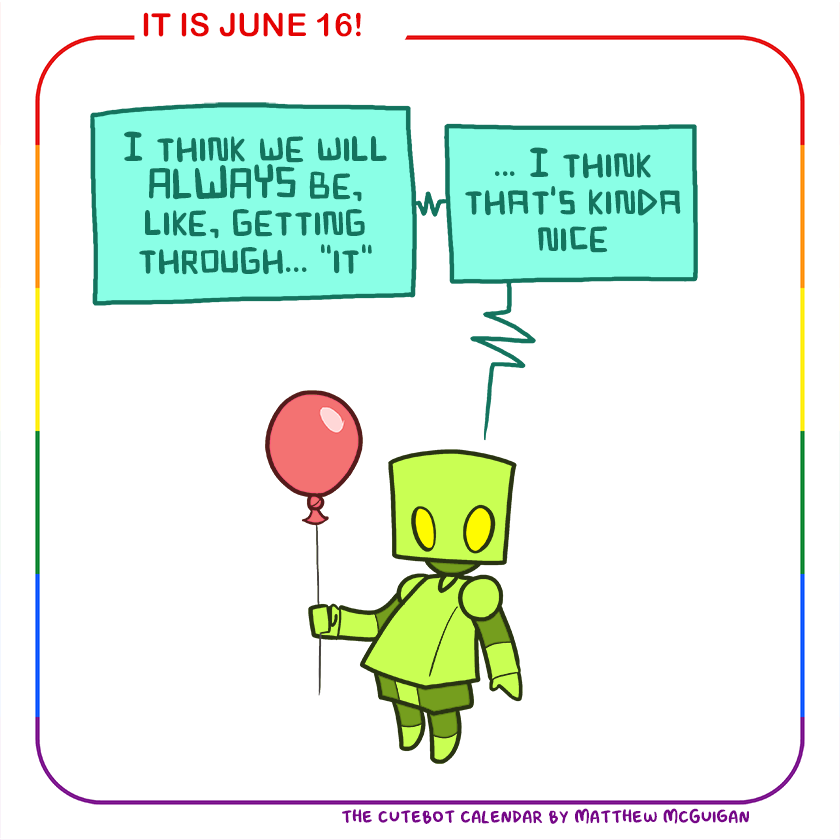 IT IS JUNE 16!
I THINK WE WILL
ALWAYS BE,
LIKE, GETTING
THROUGH... "IT"
... I THINK
THAT'S KINDA
NICE
THE CUTEBOT CALENDAR BY MATTHEW MCGUIGAN